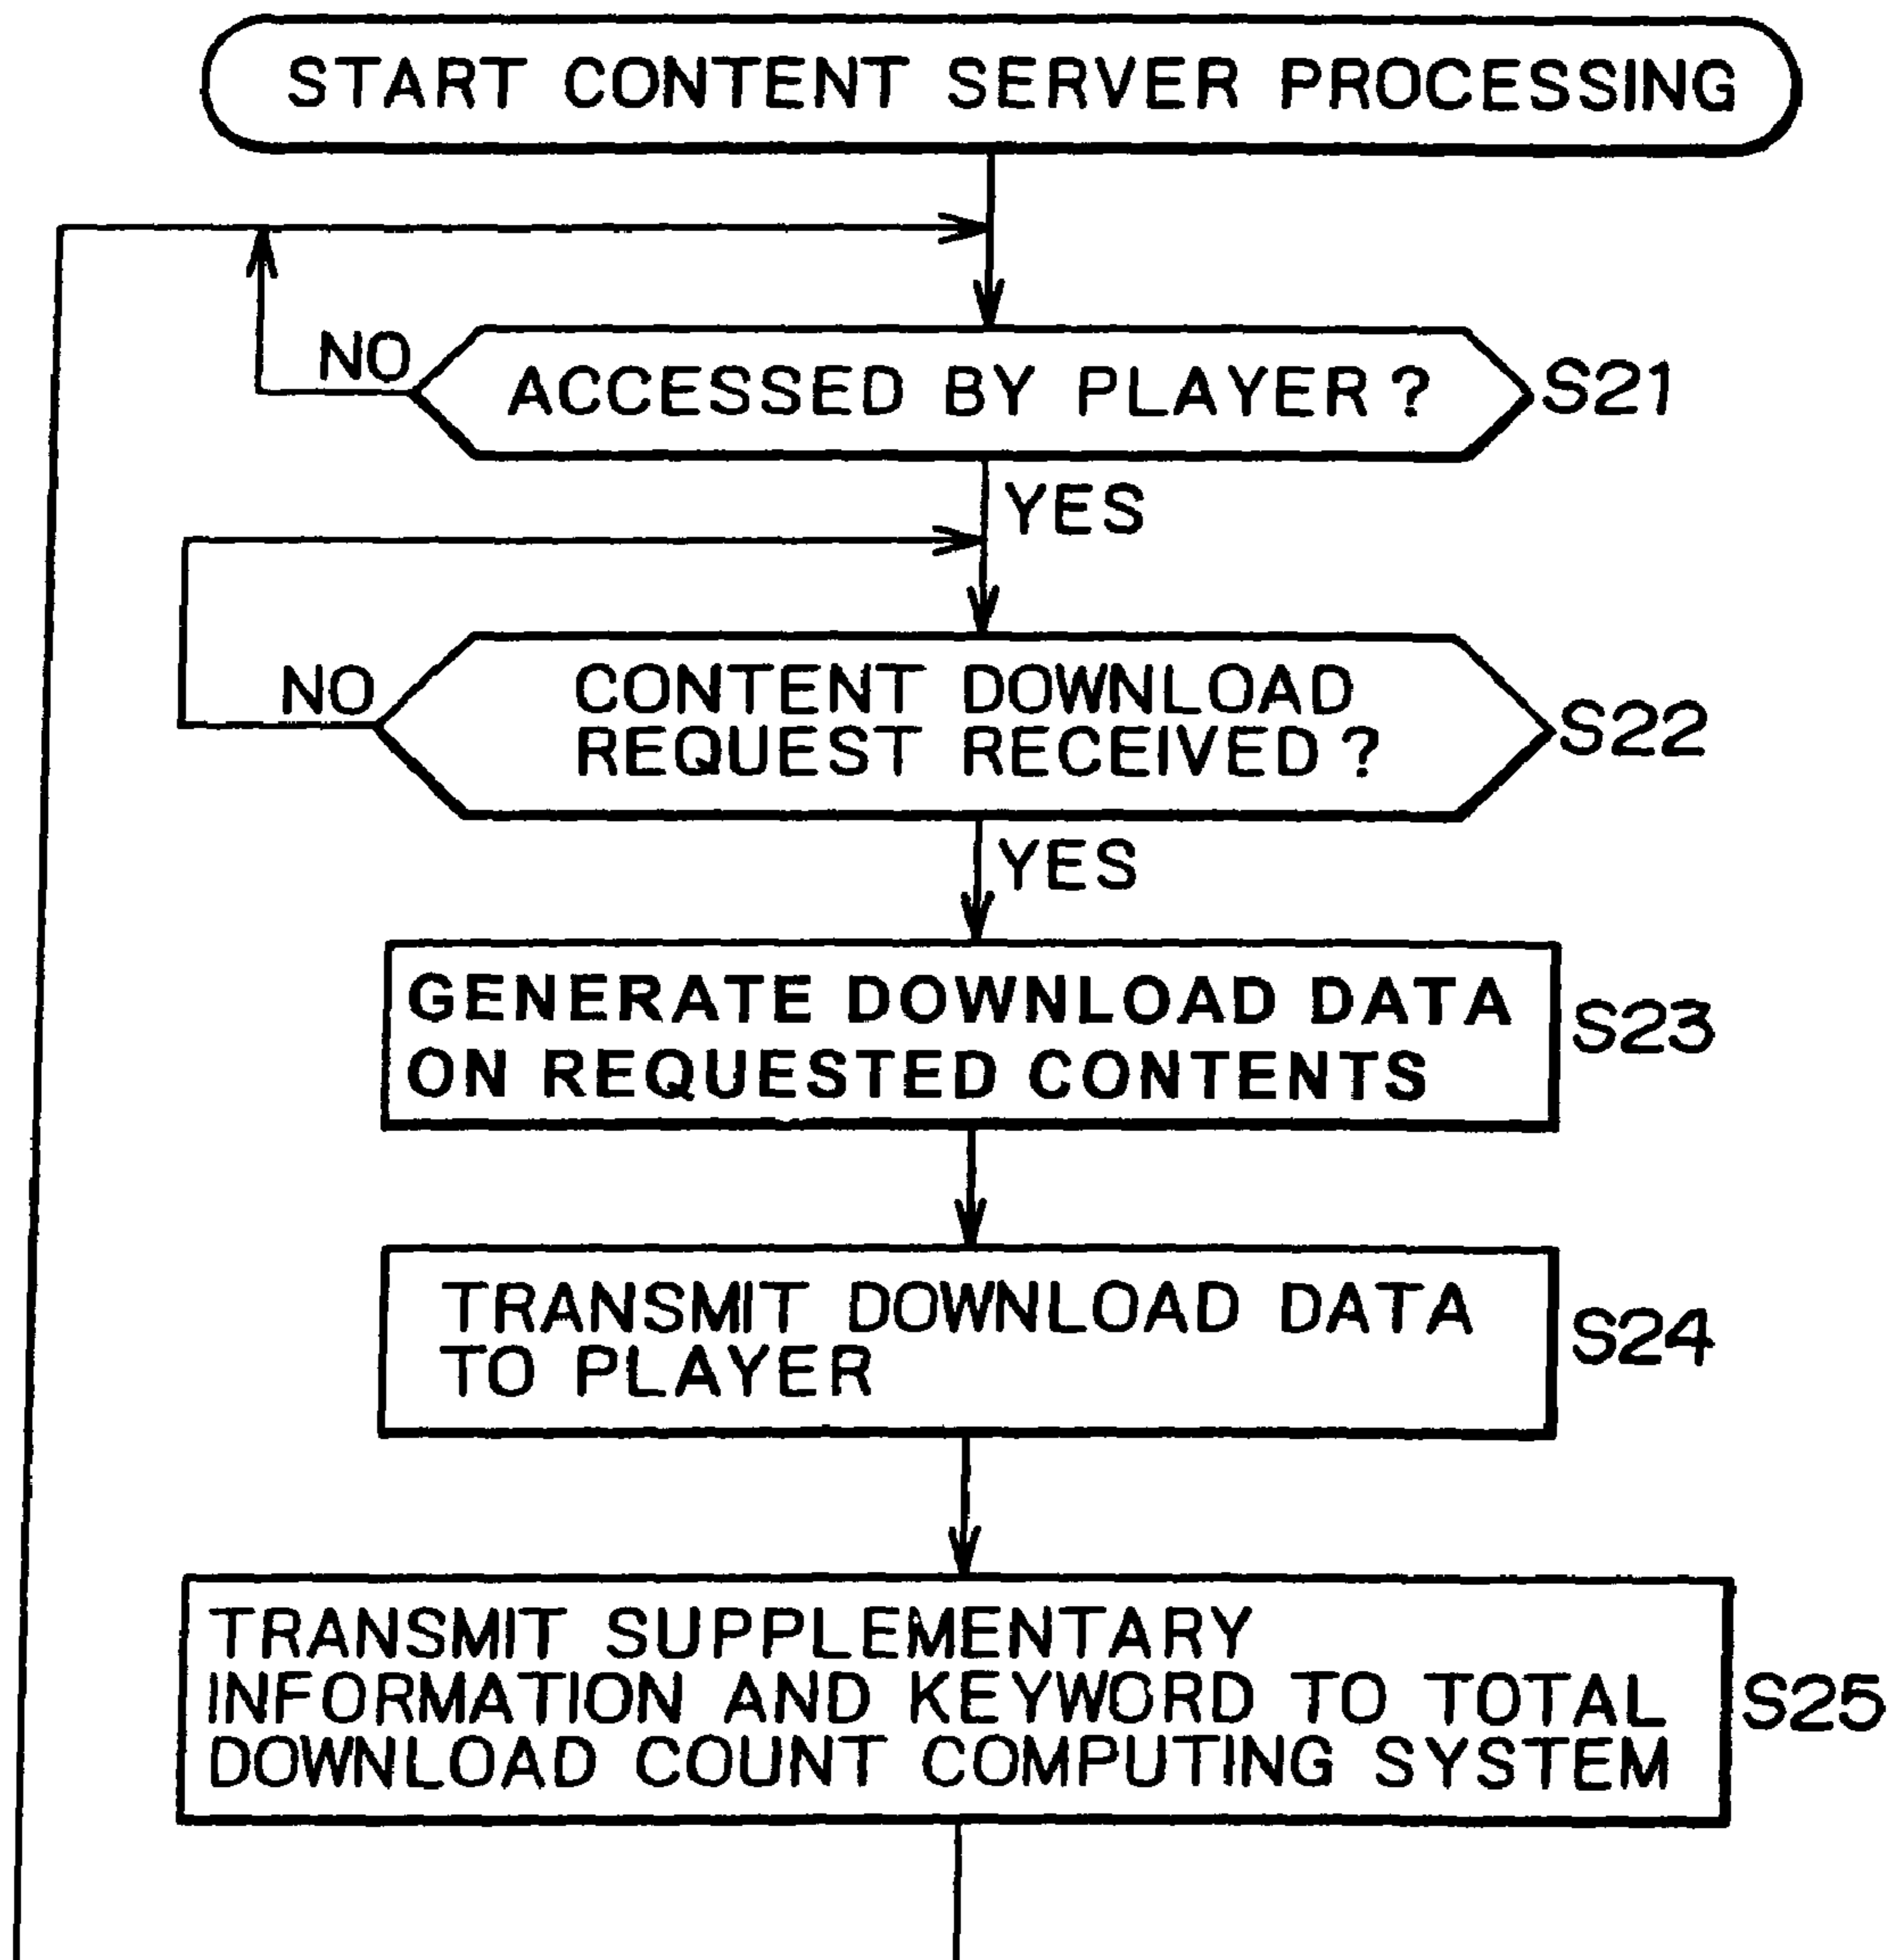 START CONTENT SERVER PROCESSING
NO
ACCESSED BY PLAYER?
S21
YES
NO
CONTENT DOWNLOAD
REQUEST RECEIVED?
S22
YES
GENERATE DOWNLOAD DATA
ON REQUESTED CONTENTS
S23
TRANSMIT DOWNLOAD DATA
TO PLAYER
S24
TRANSMIT SUPPLEMENTARY
INFORMATION AND KEYWORD TO TOTAL
DOWNLOAD COUNT COMPUTING SYSTEM
S25